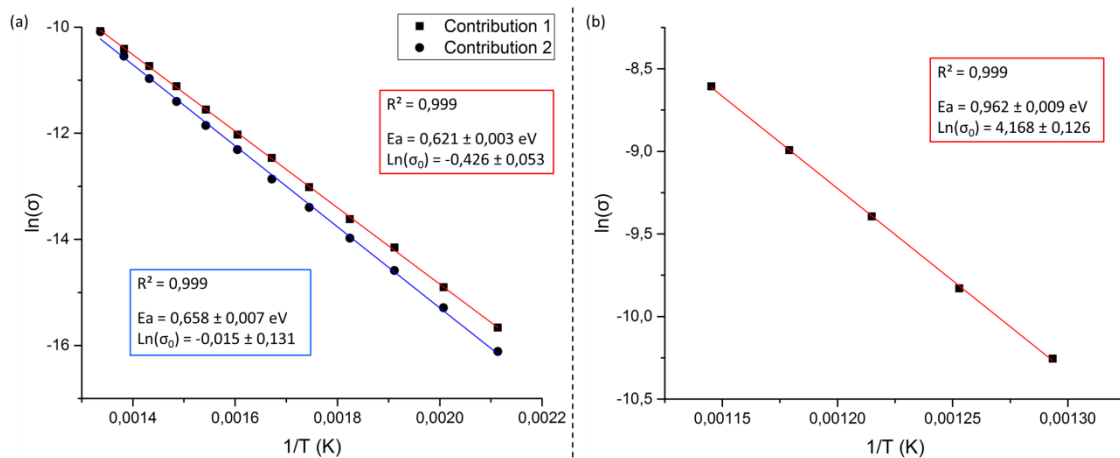 (a)
Contribution 1
Contribution 2
-10
-12
-14
-16
ln(σ)
R² = 0,999
Ea = 0,621 ± 0,003 eV
Ln(σ₀) = -0,426 ± 0,053
R² = 0,999
Ea = 0,658 ± 0,007 eV
Ln(σ₀) = -0,015 ± 0,131
0,0014 0,0016 0,0018 0,0020 0,0022
1/T (K)
(b)
-8,5
-9,0
-9,5
-10,0
-10,5
ln(σ)
R² = 0,999
Ea = 0,962 ± 0,009 eV
Ln(σ₀) = 4,168 ± 0,126
0,00115 0,00120 0,00125 0,00130
1/T (K)